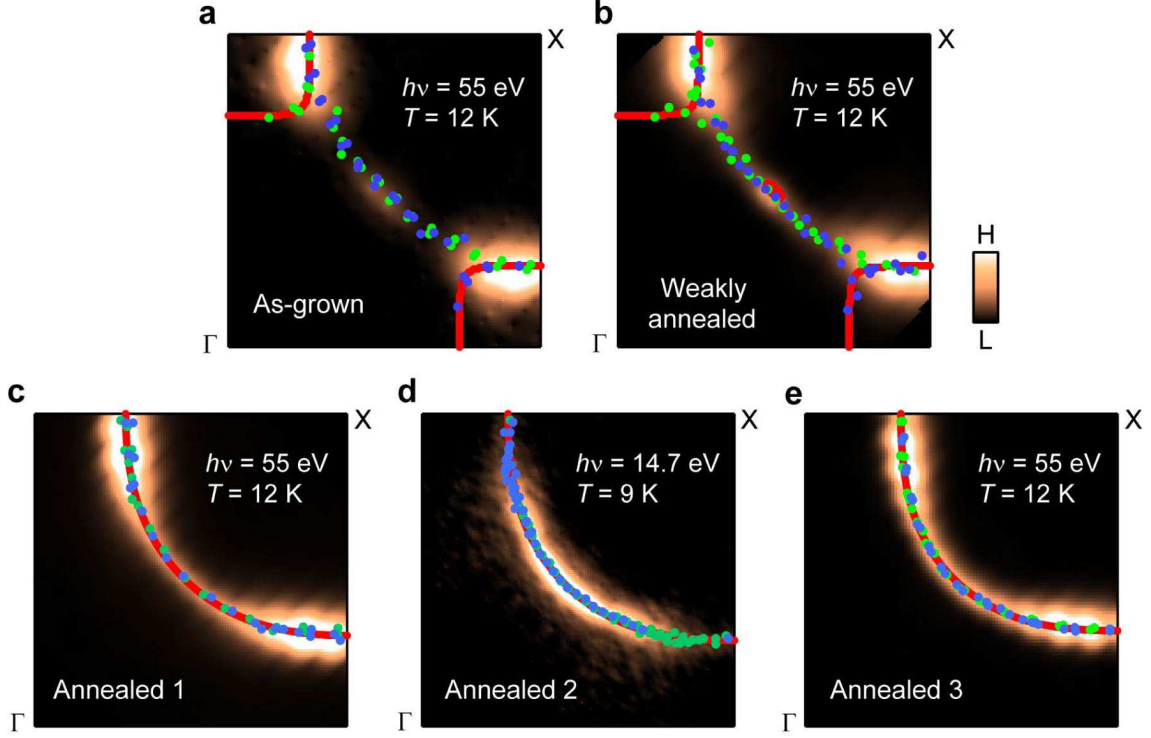 a
X
hν = 55 eV
T = 12 K
As-grown
Γ
b
X
hν = 55 eV
T = 12 K
Weakly
annealed
Γ
H
L
c
X
hν = 55 eV
T = 12 K
Annealed 1
Γ
d
X
hν = 14.7 eV
T = 9 K
Annealed 2
Γ
e
X
hν = 55 eV
T = 12 K
Annealed 3
Γ